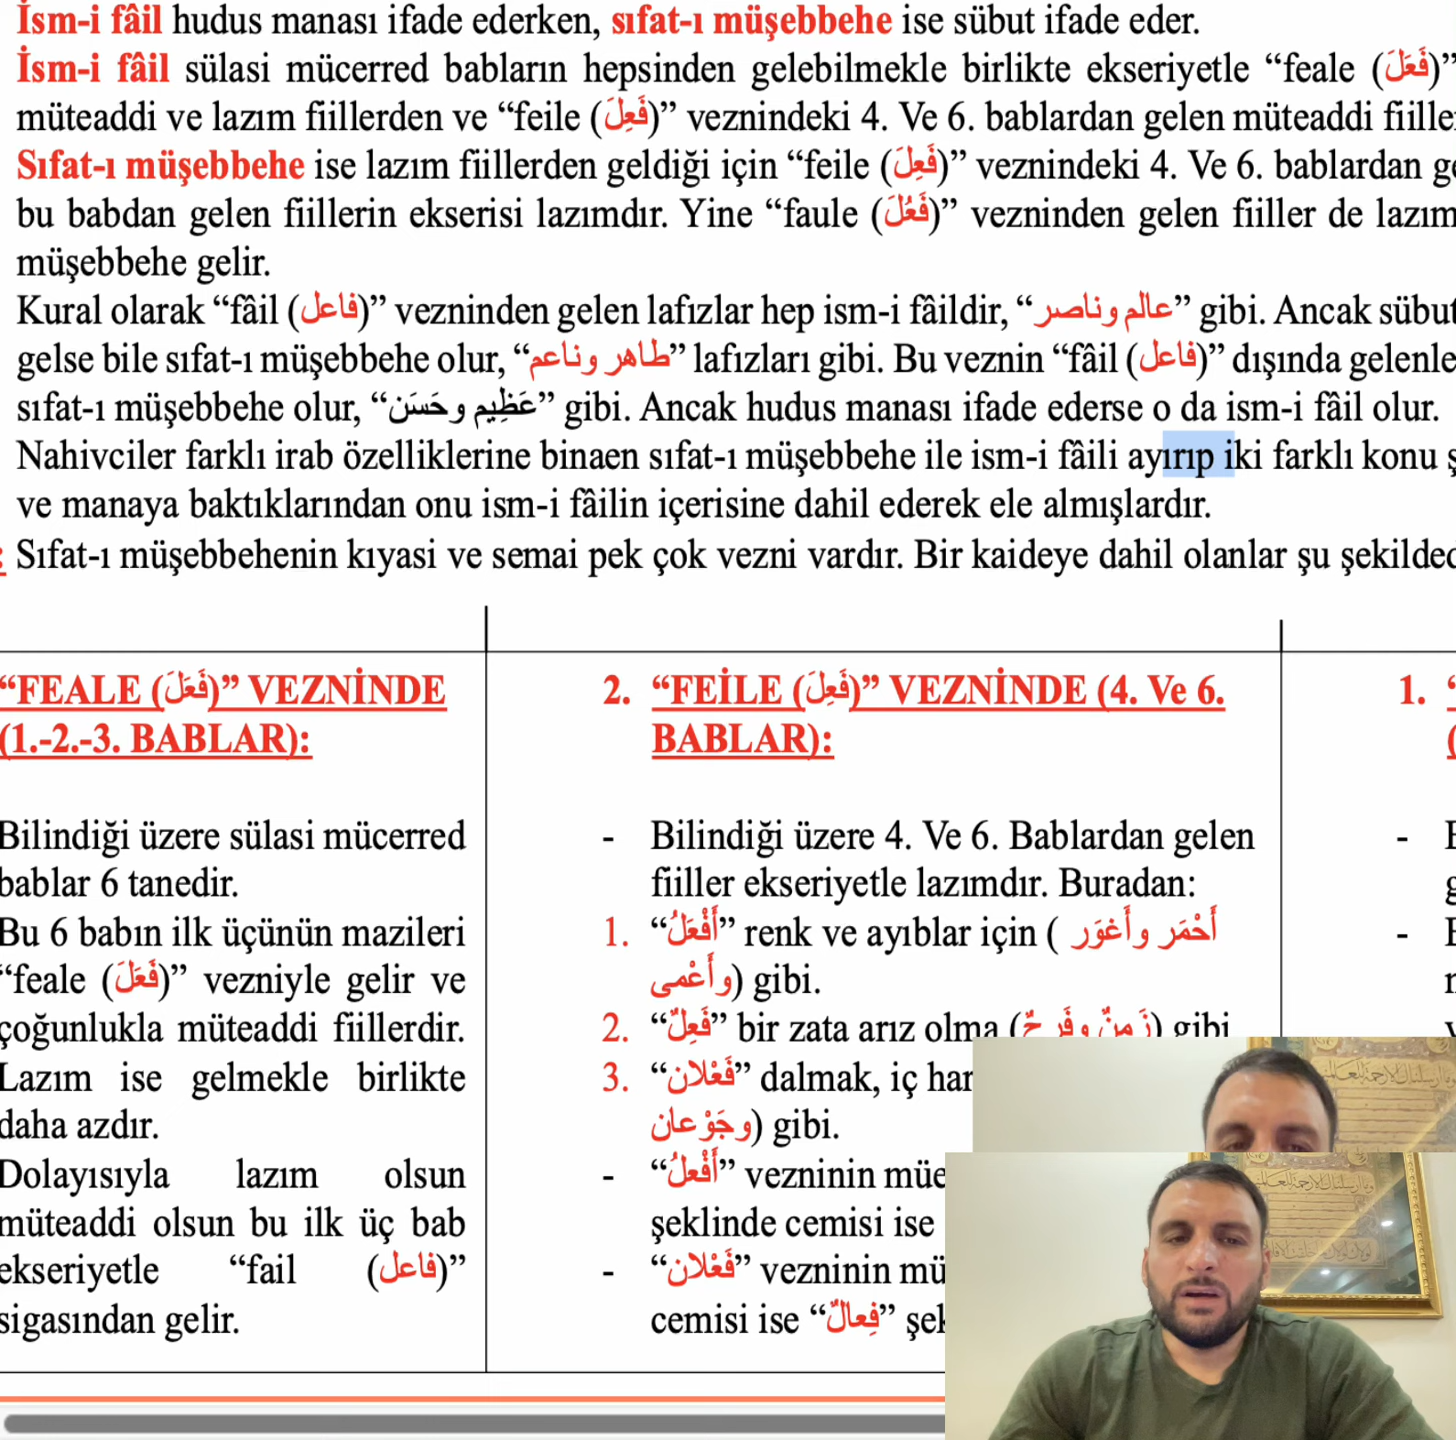 İsm-i fâil hudus manası ifade ederken, sıfat-ı müşebbehe ise sübut ifade eder.
İsm-i fâil sülasi mücerred babların hepsinden gelebilmekle birlikte ekseriyetle “feale (فَعَلَ)”
müteaddi ve lazım fiillerden ve “feile (فَعِلَ)” veznindeki 4. Ve 6. bablardan gelen müteaddi
Sıfat-ı müşebbehe ise lazım fiillerden geldiği için “feile (فَعِلَ)” veznindeki 4. Ve 6. bablardan
bu babdan gelen fiillerin ekserisi lazımdır. Yine “faule (فَعُلَ)” vezninden gelen fiiller de lazım
müşebbehe gelir.
Kural olarak “fâil (فاعل)” vezninden gelen lafızlar hep ism-i fâildir, “عالم وناصر” gibi. Ancak sübut
gelse bile sıfat-ı müşebbehe olur, “طاهر وناعم” lafızları gibi. Bu veznin “fâil (فاعل)” dışında
sıfat-ı müşebbehe olur, “عَظِيم وحَسَن” gibi. Ancak hudus manası ifade ederse o da ism-i fâil olur.
Nahivciler farklı irab özelliklerine binaen sıfat-ı müşebbehe ile ism-i fâili ayırıp iki farklı konu
ve manaya baktıklarından onu ism-i fâilin içerisine dahil ederek ele almışlardır.
: Sıfat-ı müşebbehenin kıyasi ve semai pek çok vezni vardır. Bir kaideye dahil olanlar şu
“FEALE (فَعَلَ)” VEZNİNDE
(1.-2.-3. BABLAR):
Bilindiği üzere sülasi mücerred
bablar 6 tanedir.
Bu 6 babın ilk üçünün mazileri
“feale (فَعَلَ)” vezniyle gelir ve
çoğunlukla müteaddi fiillerdir.
Lazım ise gelmekle birlikte
daha azdır.
Dolayısıyla lazım olsun
müteaddi olsun bu ilk üç bab
ekseriyetle “fail (فاعل)”
sigasından gelir.
2. “FEİLE (فَعِلَ)” VEZNİNDE (4. Ve 6.
BABLAR):
- Bilindiği üzere 4. Ve 6. Bablardan gelen
fiiller ekseriyetle lazımdır. Buradan:
1. “أَفْعَلُ” renk ve ayıblar için ( أَحْمَر وأَعْوَر
وأَعْمى) gibi.
2. “فَعِلٌ” bir zata arız olma (زَمِنٌ وفَرِحٌ) gibi
3. “فَعْلان” dalmak, iç
وجَوْعان) gibi.
- “أَفْعلُ” vezninin
şeklinde cemisi ise
- “فَعْلان” vezninin
cemisi ise “فِعالٌ”
1.
-
-